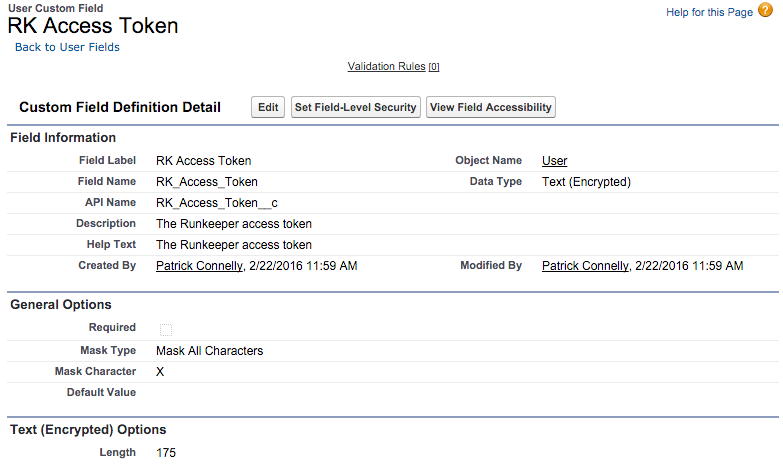 User Custom Field
Help for this Page ?
RK Access Token
Back to User Fields
Validation Rules [0]
Custom Field Definition Detail Edit Set Field-Level Security View Field Accessibility
Field Information
Field Label RK Access Token Object Name User
Field Name RK_Access_Token Data Type Text (Encrypted)
API Name RK_Access_Token__c
Description The Runkeeper access token
Help Text The Runkeeper access token
Created By Patrick Connelly, 2/22/2016 11:59 AM Modified By Patrick Connelly, 2/22/2016 11:59 AM
General Options
Required
Mask Type Mask All Characters
Mask Character X
Default Value
Text (Encrypted) Options
Length 175